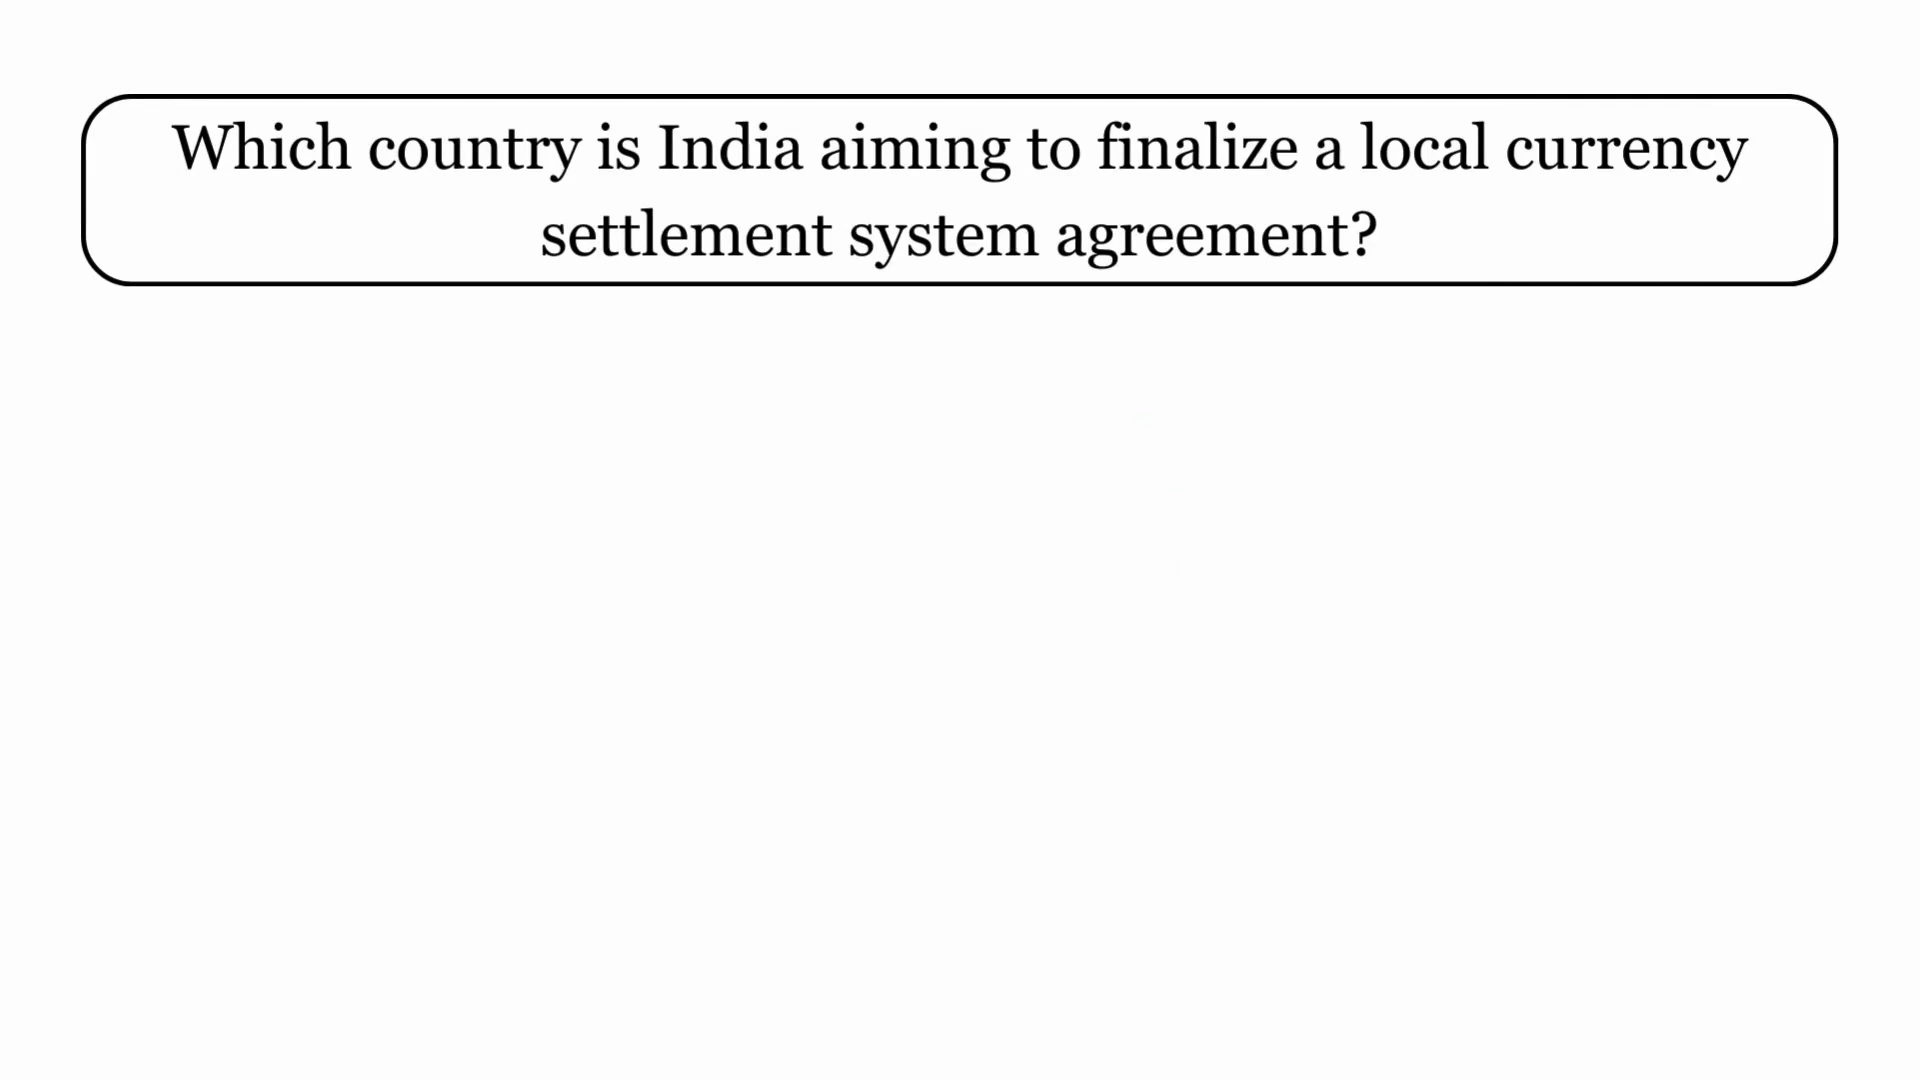 Which country is India aiming to finalize a local currency
settlement system agreement?